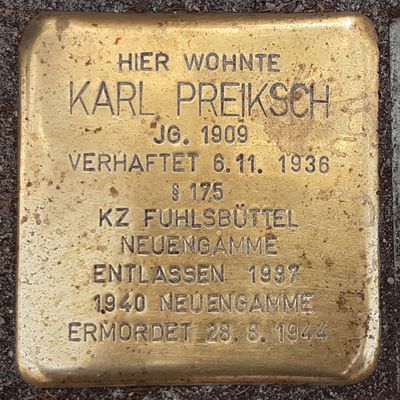 HIER WOHNTE
KARL PREIKSCH
JG. 1909
VERHAFTET 6.11. 1936
§ 175
KZ FUHLSBÜTTEL
NEUENGAMME
ENTLASSEN 1937
1940 NEUENGAMME
ERMORDET 28. 8. 1944